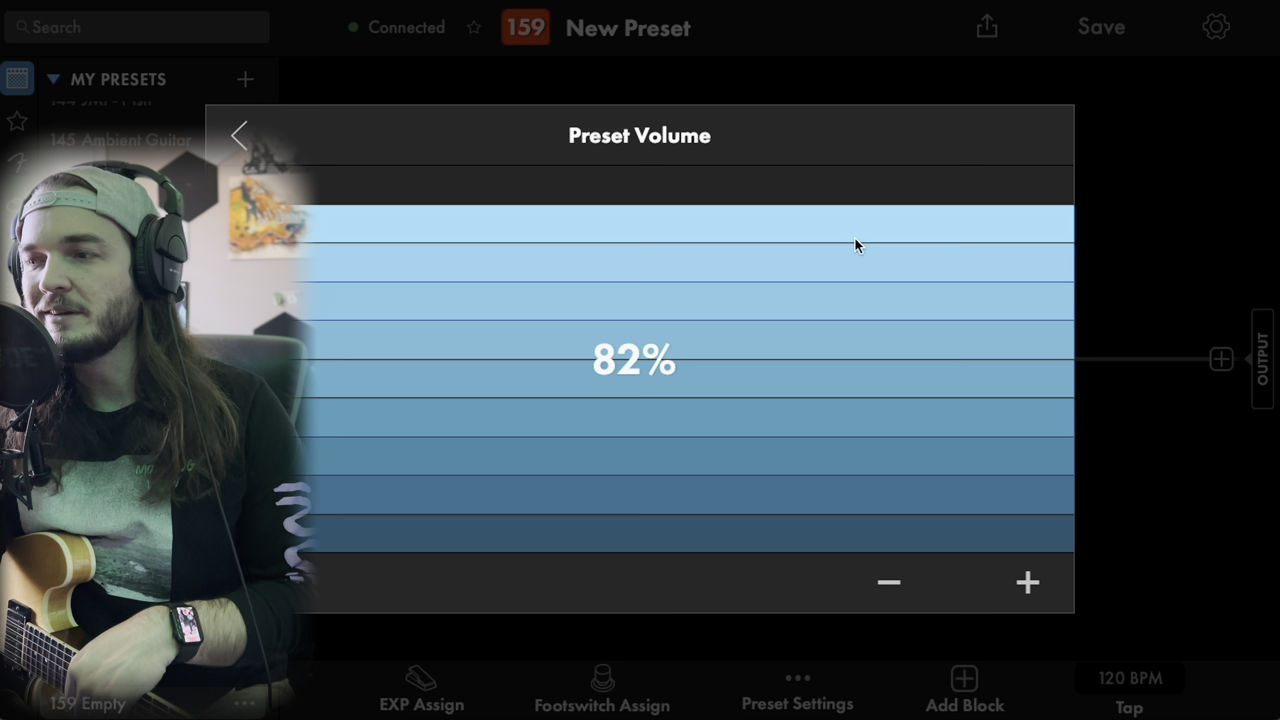 Search
Connected
159
New Preset
Save
MY PRESETS
145 Ambient Guitar
Preset Volume
82%
OUTPUT
159 Empty
EXP Assign
Footswitch Assign
Preset Settings
Add Block
120 BPM
Tap